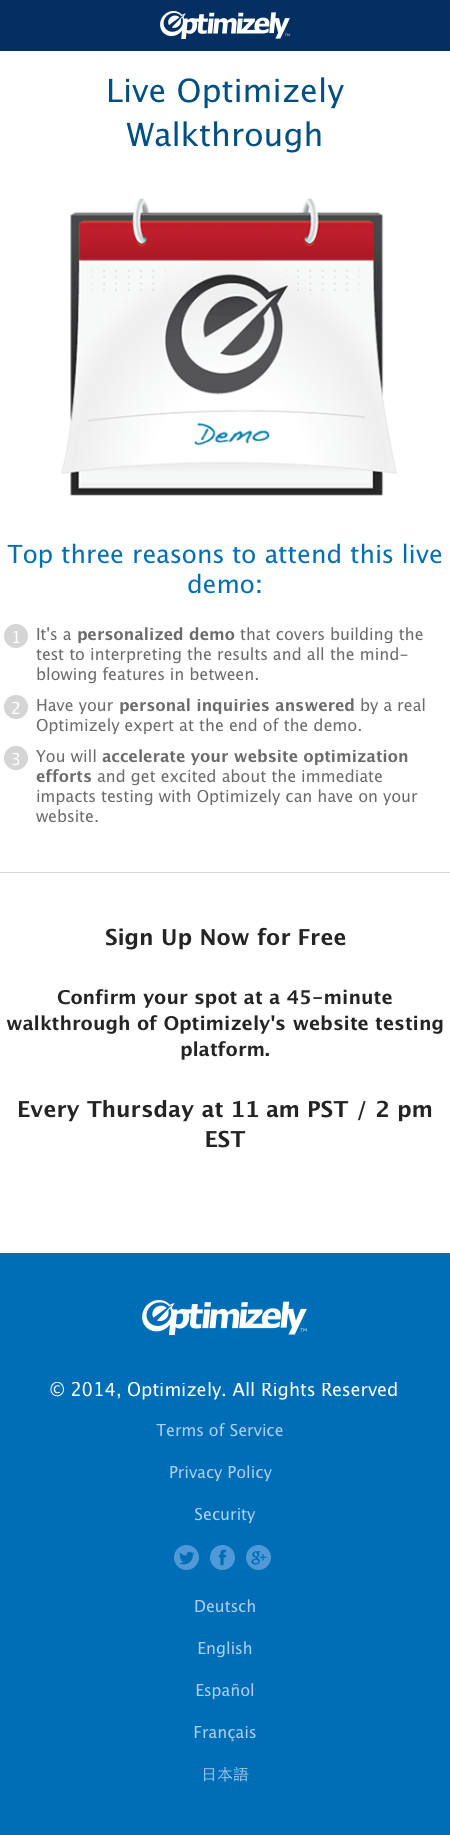 Optimizely™
Live Optimizely
Walkthrough
Demo
Top three reasons to attend this live
demo:
1 It's a personalized demo that covers building the
test to interpreting the results and all the mind-
blowing features in between.
2 Have your personal inquiries answered by a real
Optimizely expert at the end of the demo.
3 You will accelerate your website optimization
efforts and get excited about the immediate
impacts testing with Optimizely can have on your
website.
Sign Up Now for Free
Confirm your spot at a 45-minute
walkthrough of Optimizely's website testing
platform.
Every Thursday at 11 am PST / 2 pm
EST
Optimizely™
© 2014, Optimizely. All Rights Reserved
Terms of Service
Privacy Policy
Security
Deutsch
English
Español
Français
日本語